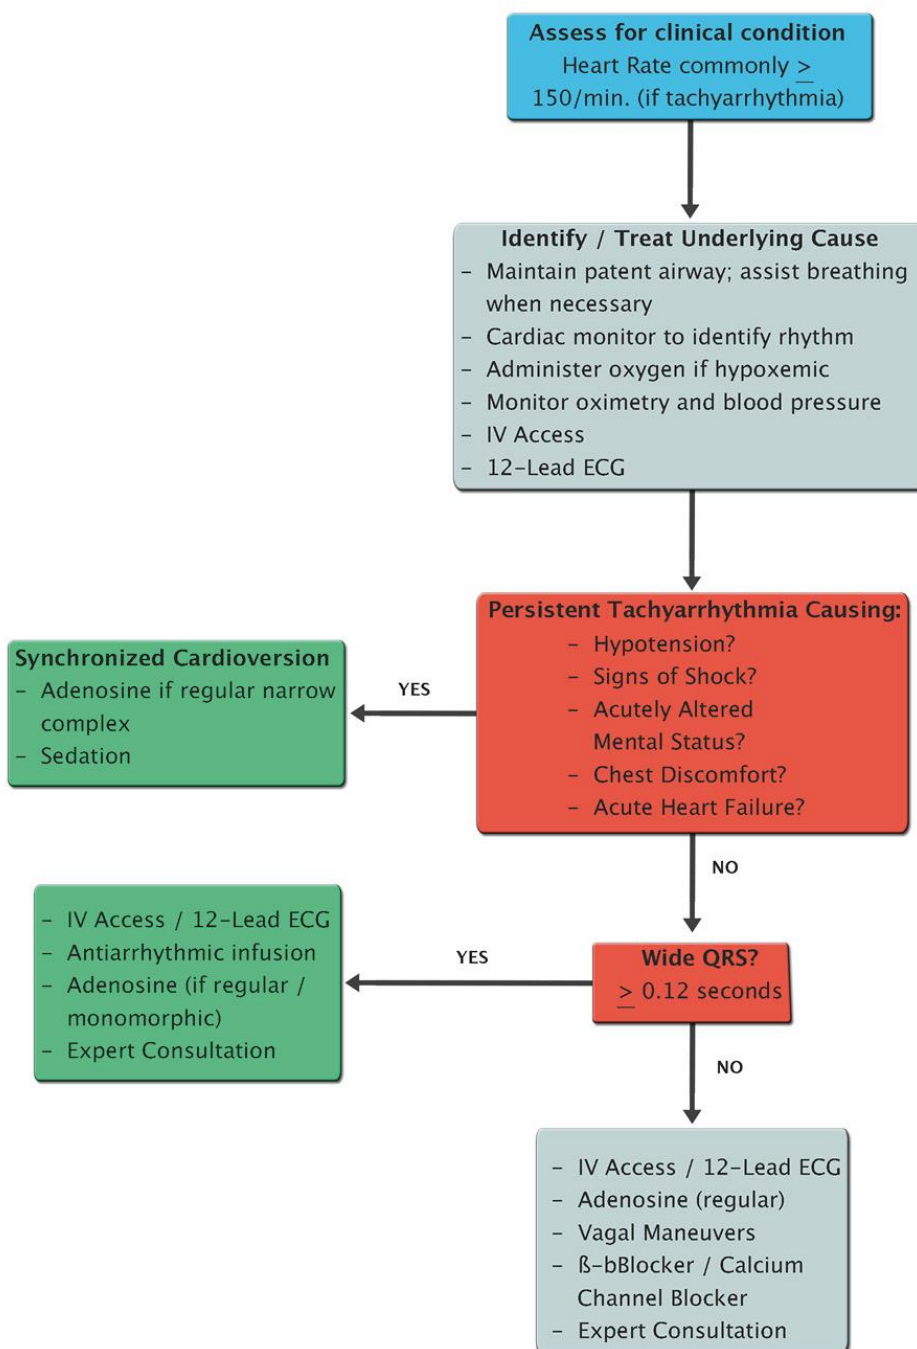 Assess for clinical condition
Heart Rate commonly ≥
150/min. (if tachyarrhythmia)
Identify / Treat Underlying Cause
– Maintain patent airway; assist breathing
when necessary
– Cardiac monitor to identify rhythm
– Administer oxygen if hypoxemic
– Monitor oximetry and blood pressure
– IV Access
– 12–Lead ECG
Persistent Tachyarrhythmia Causing:
– Hypotension?
– Signs of Shock?
– Acutely Altered
Mental Status?
– Chest Discomfort?
– Acute Heart Failure?
YES
Synchronized Cardioversion
– Adenosine if regular narrow
complex
– Sedation
NO
Wide QRS?
≥ 0.12 seconds
YES
– IV Access / 12–Lead ECG
– Antiarrhythmic infusion
– Adenosine (if regular /
monomorphic)
– Expert Consultation
NO
– IV Access / 12–Lead ECG
– Adenosine (regular)
– Vagal Maneuvers
– ß–bBlocker / Calcium
Channel Blocker
– Expert Consultation